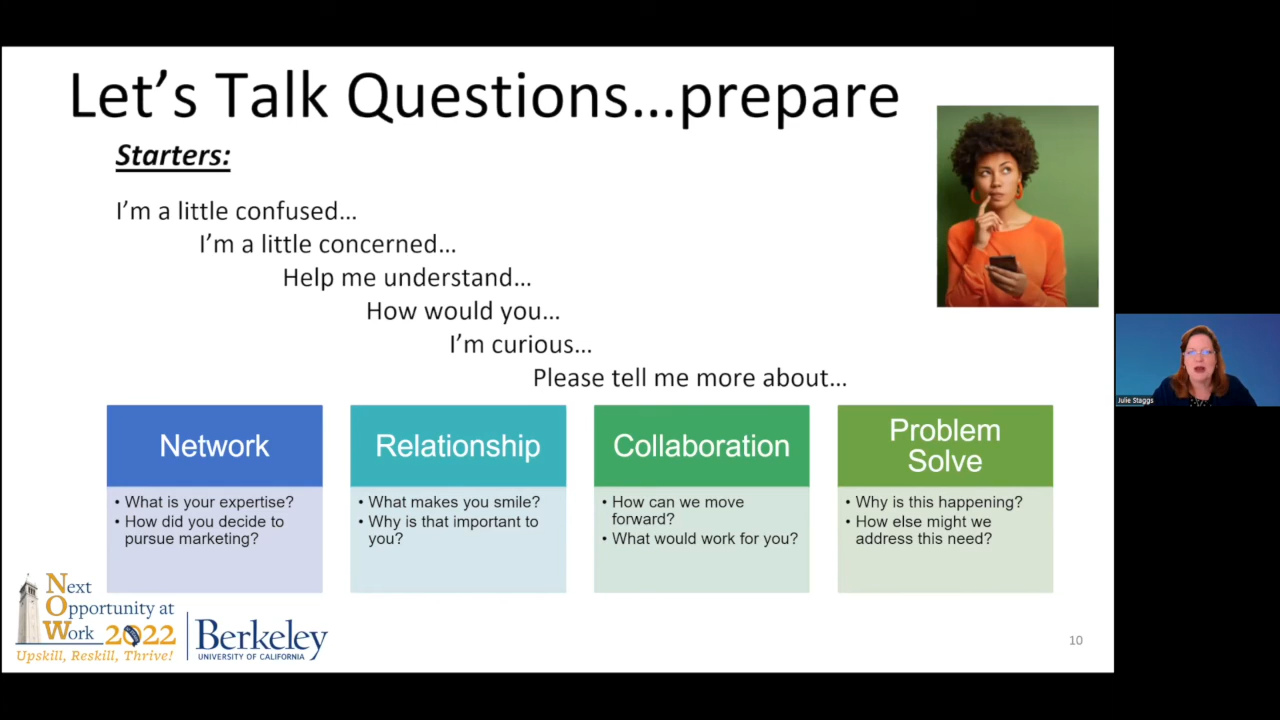 Let's Talk Questions…prepare
Starters:
I'm a little confused…
I'm a little concerned…
Help me understand…
How would you…
I'm curious…
Please tell me more about…
Network
• What is your expertise?
• How did you decide to
pursue marketing?
Relationship
• What makes you smile?
• Why is that important to
you?
Collaboration
• How can we move
forward?
• What would work for you?
Problem
Solve
• Why is this happening?
• How else might we
address this need?
Next
Opportunity at
Work 2022
Upskill, Reskill, Thrive!
Berkeley
UNIVERSITY OF CALIFORNIA
10
Julie Staggs